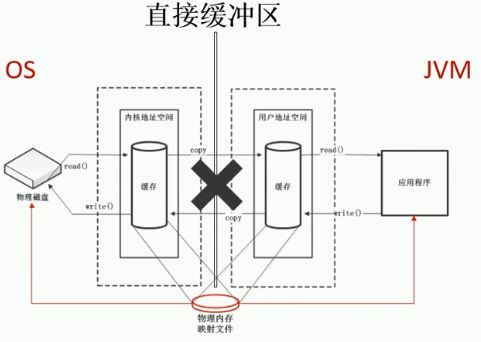 直接缓冲区
OS
JVM
内核地址空间
用户地址空间
copy
read()
read()
缓存
缓存
应用程序
物理磁盘
write()
copy
write()
物理内存
映射文件